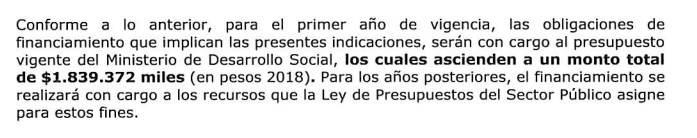 Conforme a lo anterior, para el primer año de vigencia, las obligaciones de
financiamiento que implican las presentes indicaciones, serán con cargo al presupuesto
vigente del Ministerio de Desarrollo Social, los cuales ascienden a un monto total
de $1.839.372 miles (en pesos 2018). Para los años posteriores, el financiamiento se
realizará con cargo a los recursos que la Ley de Presupuestos del Sector Público asigne
para estos fines.